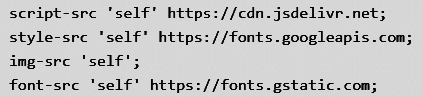 script-src 'self' https://cdn.jsdelivr.net;
style-src 'self' https://fonts.googleapis.com;
img-src 'self';
font-src 'self' https://fonts.gstatic.com;